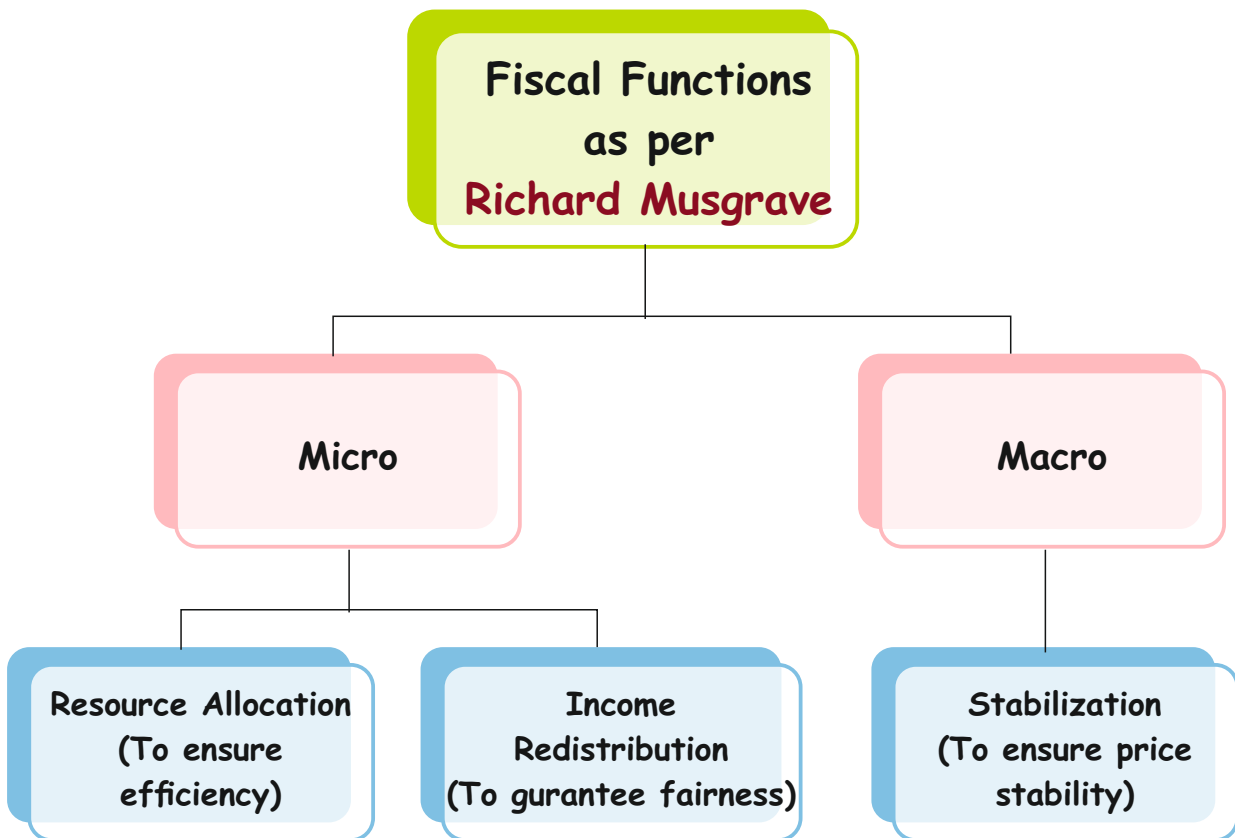 Fiscal Functions
as per
Richard Musgrave
Micro
Macro
Resource Allocation
(To ensure
efficiency)
Income
Redistribution
(To gurantee fairness)
Stabilization
(To ensure price
stability)